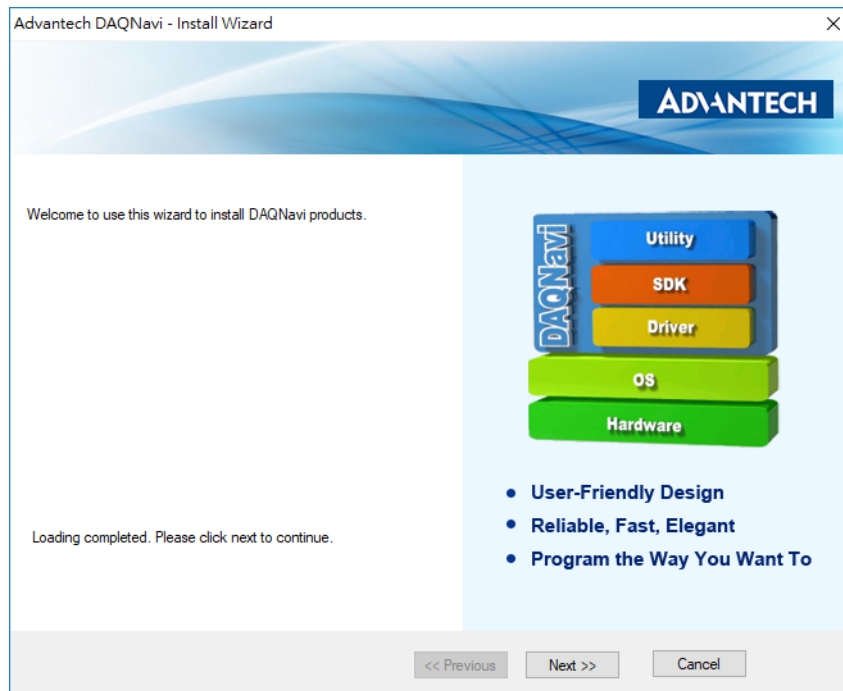 Advantech DAQNavi - Install Wizard
ADVANTECH
Welcome to use this wizard to install DAQNavi products.
Loading completed. Please click next to continue.
DAQNavi
Utility
SDK
Driver
OS
Hardware
User-Friendly Design
Reliable, Fast, Elegant
Program the Way You Want To
<< Previous
Next >>
Cancel